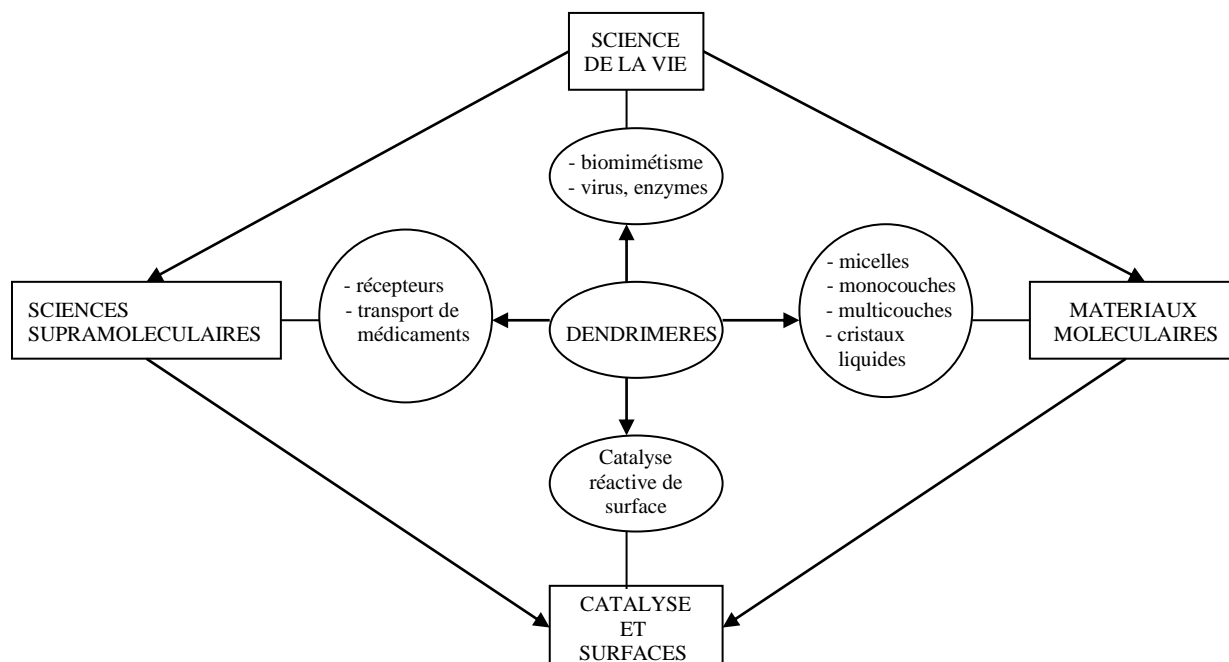 SCIENCE
DE LA VIE
- biomimétisme
- virus, enzymes
SCIENCES
SUPRAMOLECULAIRES
- récepteurs
- transport de
médicaments
DENDRIMERES
- micelles
- monocouches
- multicouches
- cristaux
liquides
MATERIAUX
MOLECULAIRES
Catalyse
réactive de
surface
CATALYSE
ET
SURFACES